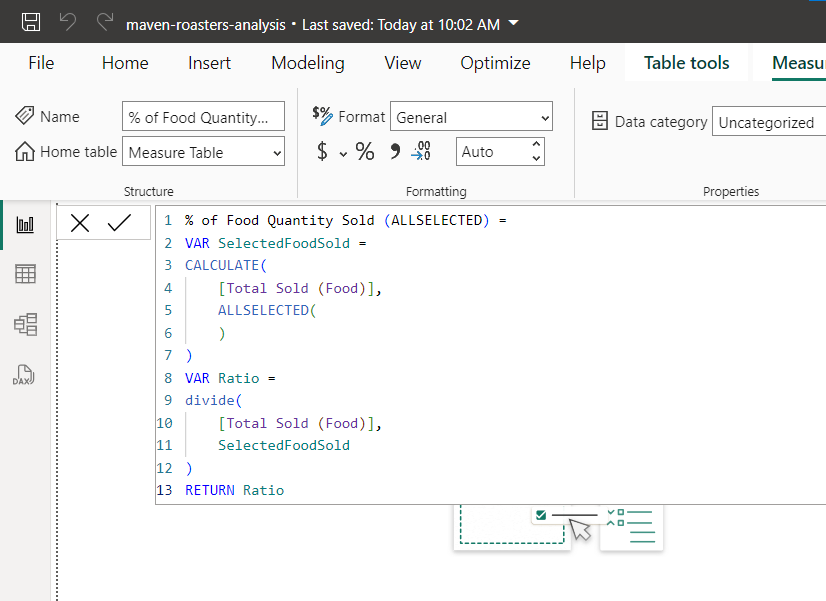 maven-roasters-analysis • Last saved: Today at 10:02 AM
File Home Insert Modeling View Optimize Help Table tools Measu
Name % of Food Quantity...
Home table Measure Table
Structure
$% Format General
$ % , .00 Auto
Formatting
Data category Uncategorized
Properties
DAX
1 % of Food Quantity Sold (ALLSELECTED) =
2 VAR SelectedFoodSold =
3 CALCULATE(
4 [Total Sold (Food)],
5 ALLSELECTED(
6 )
7 )
8 VAR Ratio =
9 divide(
10 [Total Sold (Food)],
11 SelectedFoodSold
12 )
13 RETURN Ratio